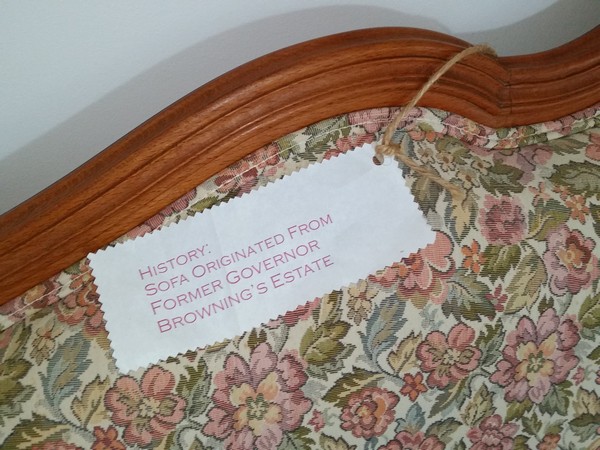 History:
Sofa Originated From
Former Governor
Browning's Estate